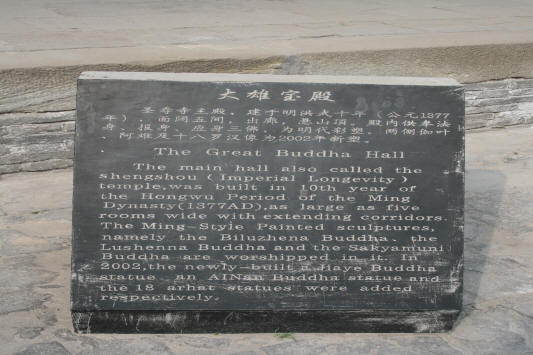 大雄宝殿
圣寿寺主殿，建于明洪武十年（公元1377
年），面阔五间，出廊，悬山顶，殿内供奉法
身、报身、应身三佛，为明代彩塑。两侧伽叶
、阿难及十八罗汉像为2002年新塑。
The Great Buddha Hall
The main hall also called the
shengshou (Imperial Longevity)
temple,was built in 10th year of
the Hongwu Period of the Ming
Dynasty(1377AD),as large as five
rooms wide with extending corridors.
The Ming-Style Painted sculptures,
namely the Biluzhena Buddha, the
Lushenna Buddha and the Sakyamuni
Buddha are worshipped in it. In
2002,the newly-built a Jiaye Buddha
statue, an AINan Buddha statue and
the 18 arhat statues were added
respectively.